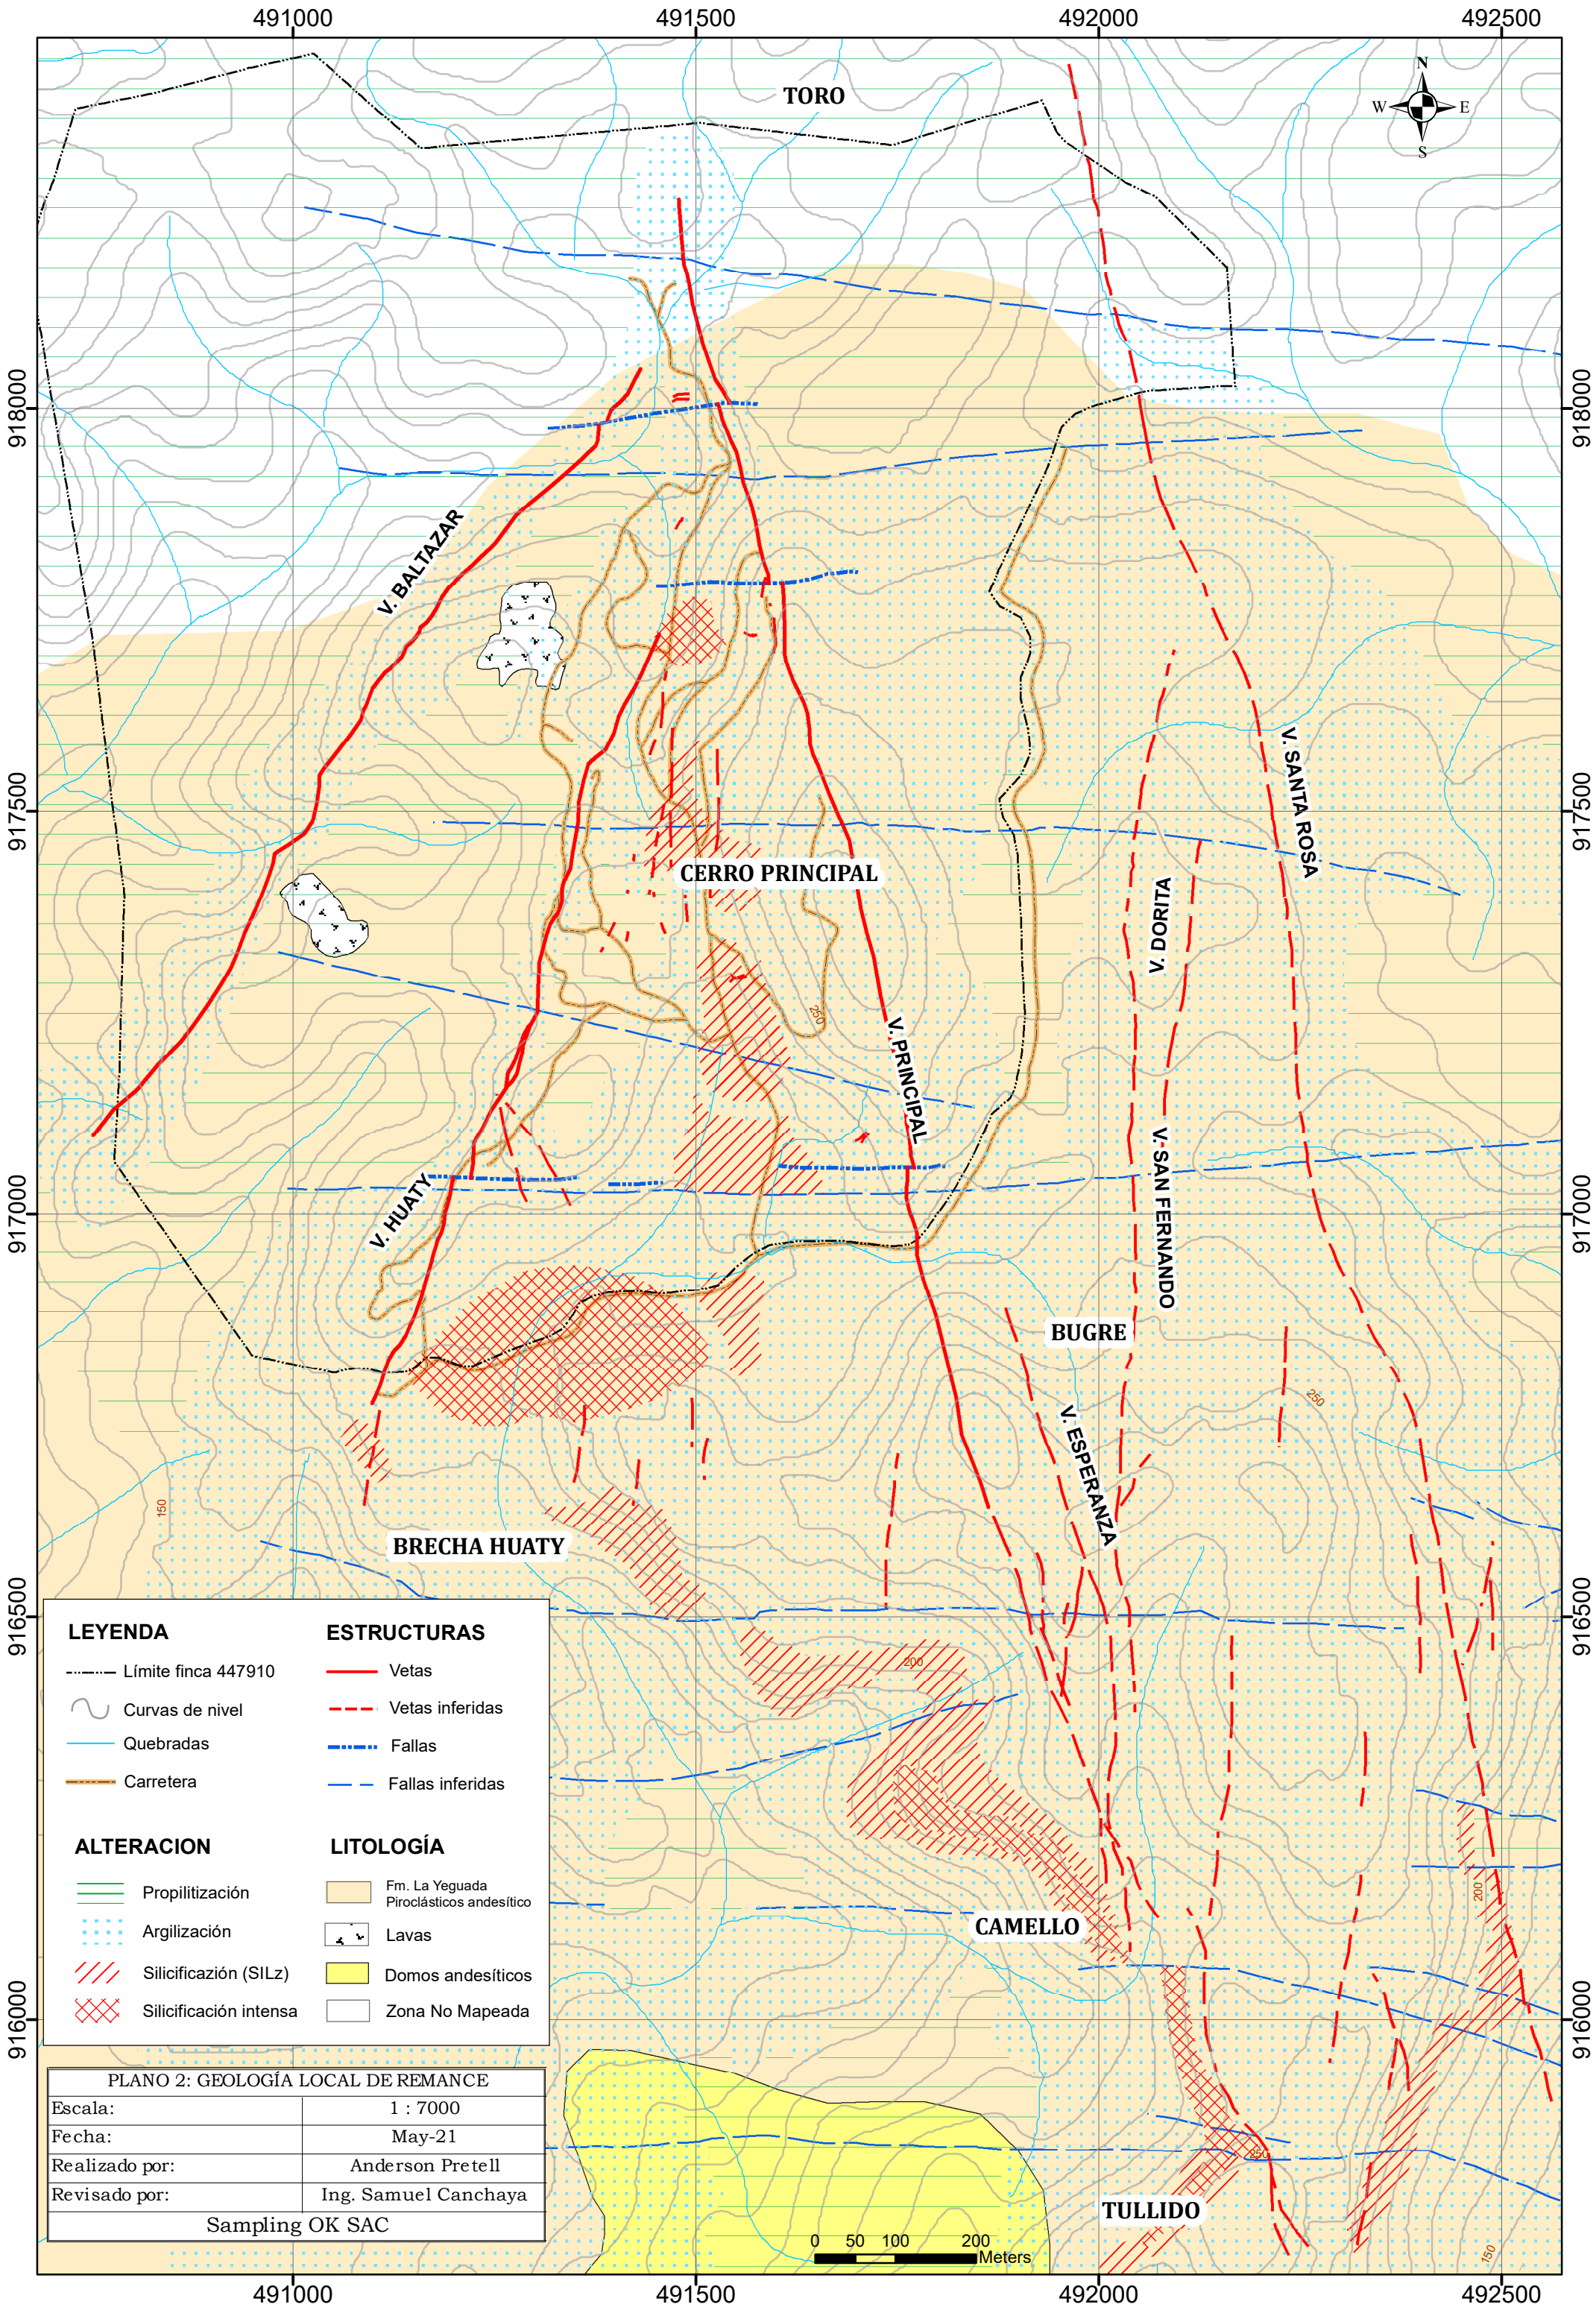 491000
491500
492000
492500
TORO
N
W
E
S
918000
918000
V. BALTAZAR
V. SANTA ROSA
917500
917500
CERRO PRINCIPAL
V. DORITA
250
V. PRINCIPAL
V. SAN FERNANDO
V. HUATY
917000
917000
BUGRE
250
V. ESPERANZA
150
BRECHA HUATY
916500
916500
200
LEYENDA
Límite finca 447910
Curvas de nivel
Quebradas
Carretera
ESTRUCTURAS
Vetas
Vetas inferidas
Fallas
Fallas inferidas
ALTERACION
Propilitización
Argilización
Silicificazión (SILz)
Silicificación intensa
LITOLOGÍA
Fm. La Yeguada
Piroclásticos andesítico
Lavas
Domos andesíticos
Zona No Mapeada
200
CAMELLO
916000
916000
PLANO 2: GEOLOGÍA LOCAL DE REMANCE
Escala: 1 : 7000
Fecha: May-21
Realizado por: Anderson Pretell
Revisado por: Ing. Samuel Canchaya
Sampling OK SAC
250
TULLIDO
150
0 50 100 200
Meters
491000
491500
492000
492500